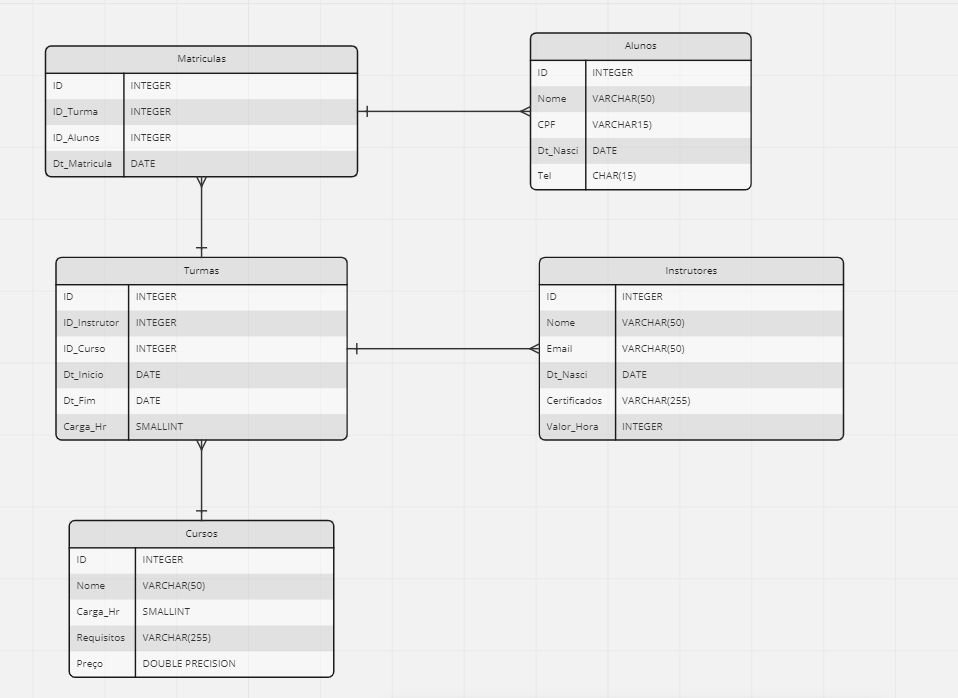 Matriculas
ID INTEGER
ID_Turma INTEGER
ID_Alunos INTEGER
Dt_Matricula DATE
Alunos
ID INTEGER
Nome VARCHAR(50)
CPF VARCHAR15)
Dt_Nasci DATE
Tel CHAR(15)
Turmas
ID INTEGER
ID_Instrutor INTEGER
ID_Curso INTEGER
Dt_Inicio DATE
Dt_Fim DATE
Carga_Hr SMALLINT
Instrutores
ID INTEGER
Nome VARCHAR(50)
Email VARCHAR(50)
Dt_Nasci DATE
Certificados VARCHAR(255)
Valor_Hora INTEGER
Cursos
ID INTEGER
Nome VARCHAR(50)
Carga_Hr SMALLINT
Requisitos VARCHAR(255)
Preço DOUBLE PRECISION